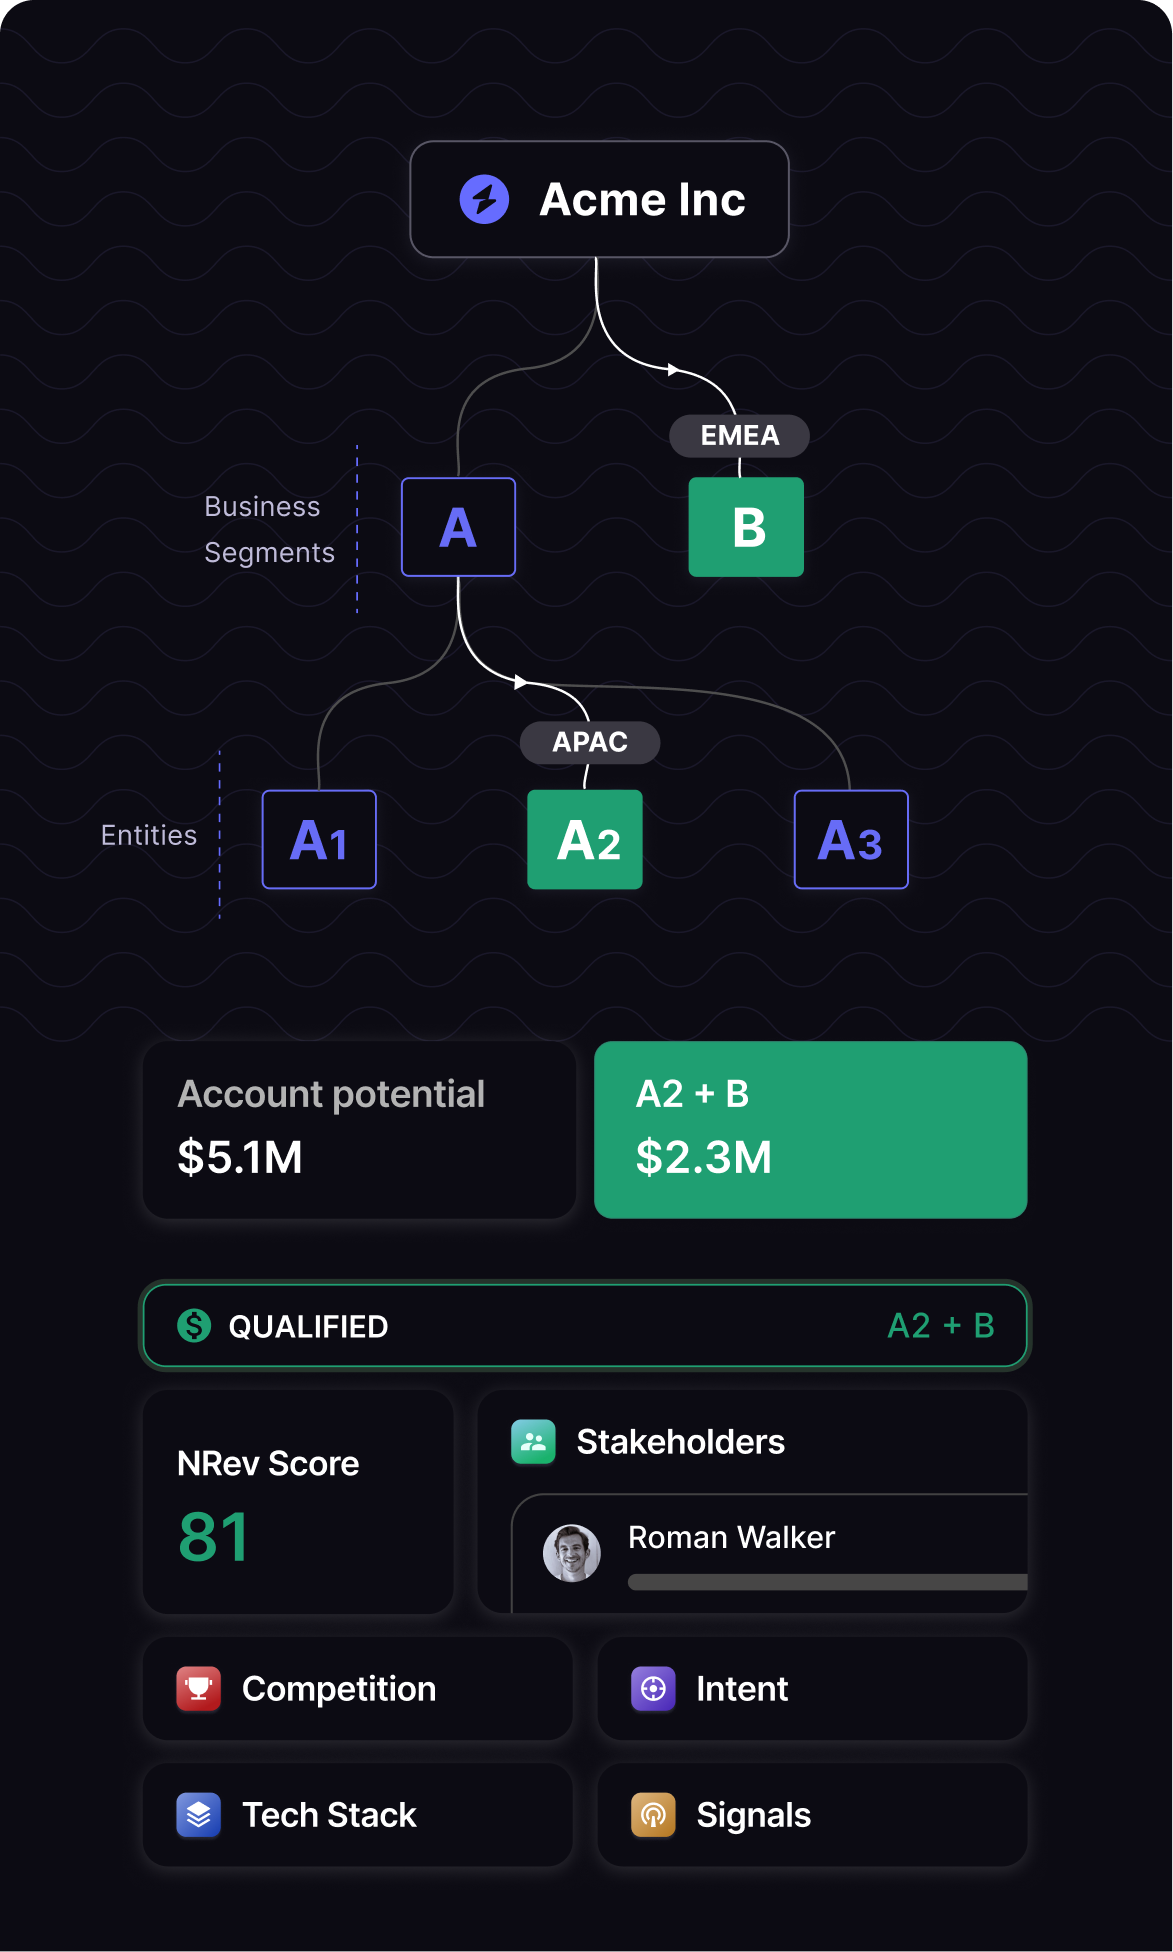 Acme Inc
EMEA
Business
Segments
A
B
APAC
Entities
A1
A2
A3
Account potential
$5.1M
A2 + B
$2.3M
QUALIFIED
A2 + B
NRev Score
81
Stakeholders
Roman Walker
Competition
Intent
Tech Stack
Signals